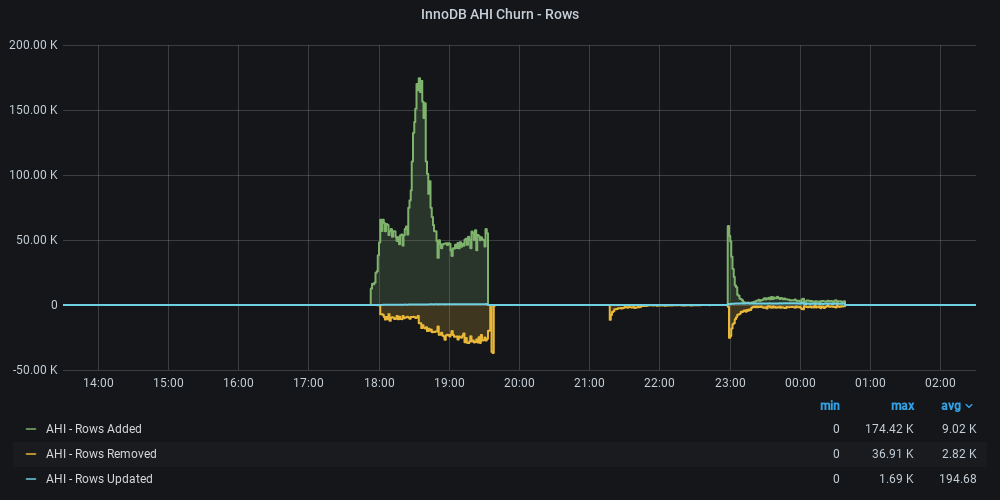 InnoDB AHI Churn - Rows
200.00 K
150.00 K
100.00 K
50.00 K
0
-50.00 K
14:00 15:00 16:00 17:00 18:00 19:00 20:00 21:00 22:00 23:00 00:00 01:00 02:00
min max avg
AHI - Rows Added 0 174.42 K 9.02 K
AHI - Rows Removed 0 36.91 K 2.82 K
AHI - Rows Updated 0 1.69 K 194.68